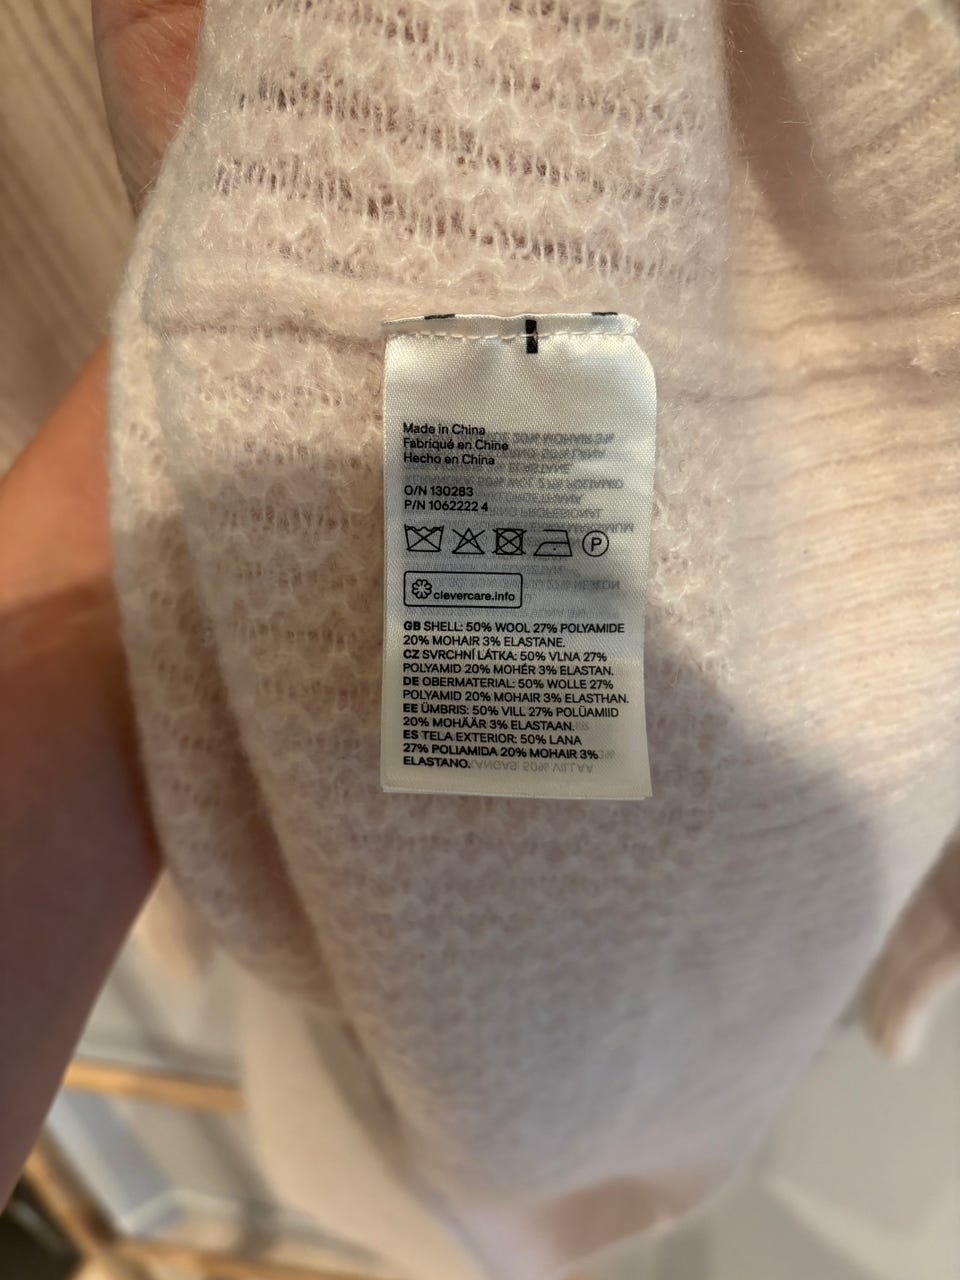 Made in China
Fabriqué en Chine
Hecho en China
O/N 130283
P/N 1062222 4
P
clevercare.info
GB SHELL: 50% WOOL 27% POLYAMIDE
20% MOHAIR 3% ELASTANE.
CZ SVRCHNÍ LÁTKA: 50% VLNA 27%
POLYAMID 20% MOHÉR 3% ELASTAN.
DE OBERMATERIAL: 50% WOLLE 27%
POLYAMID 20% MOHAIR 3% ELASTHAN.
EE ÜMBRIS: 50% VILL 27% POLÜAMIID
20% MOHÄÄR 3% ELASTAAN.
ES TELA EXTERIOR: 50% LANA
27% POLIAMIDA 20% MOHAIR 3%
ELASTANO.